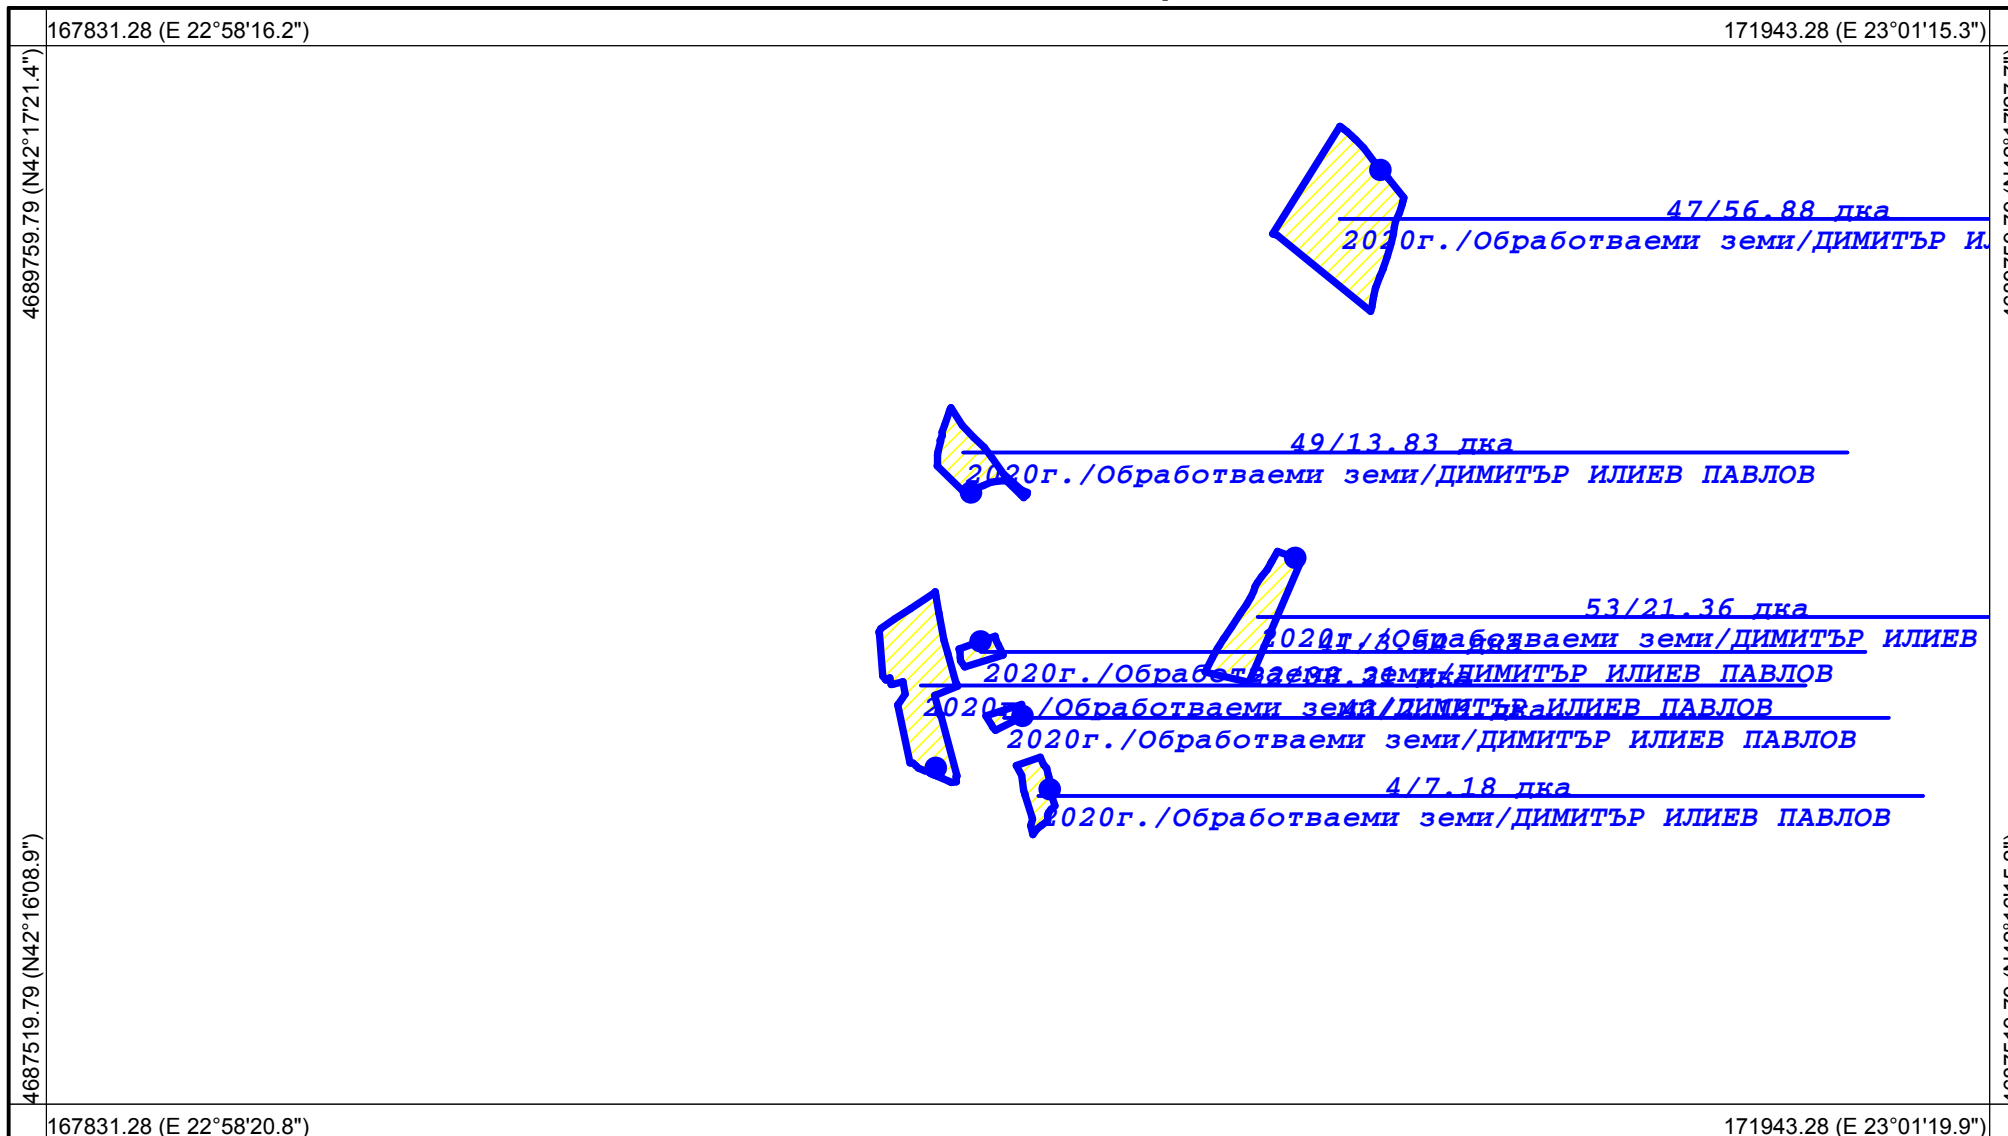 167831.28 (E 22°58'16.2")
171943.28 (E 23°01'15.3")
4689759.79 (N42°17'21.4")
47/56.88 дка
2020г./Обработваеми земи/ДИМИТЪР
49/13.83 дка
2020г./Обработваеми земи/ДИМИТЪР ИЛИЕВ ПАВЛОВ
53/21.36 дка
2020г./Обработваеми земи/ДИМИТЪР ИЛИЕВ
2020г./Обработваеми земи/ДИМИТЪР ИЛИЕВ ПАВЛОВ
2020г./Обработваеми земи/ДИМИТЪР ИЛИЕВ ПАВЛОВ
2020г./Обработваеми земи/ДИМИТЪР ИЛИЕВ ПАВЛОВ
4/7.18 дка
2020г./Обработваеми земи/ДИМИТЪР ИЛИЕВ ПАВЛОВ
4687519.79 (N42°16'08.9")
167831.28 (E 22°58'20.8")
171943.28 (E 23°01'19.9")